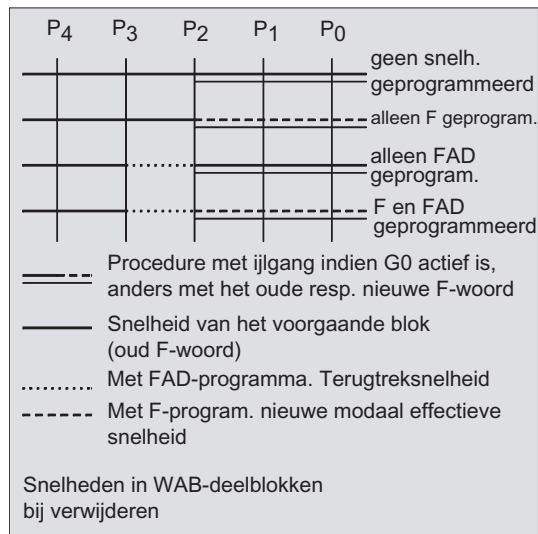 P4 P3 P2 P1 P0
geen snelh.
geprogrammeerd
alleen F geprogram.
alleen FAD
geprogram.
F en FAD
geprogrammeerd
Procedure met ijlgang indien G0 actief is,
anders met het oude resp. nieuwe F-woord
Snelheid van het voorgaande blok
(oud F-woord)
Met FAD-programma. Terugtreksnelheid
Met F-program. nieuwe modaal effectieve
snelheid
Snelheden in WAB-deelblokken
bij verwijderen